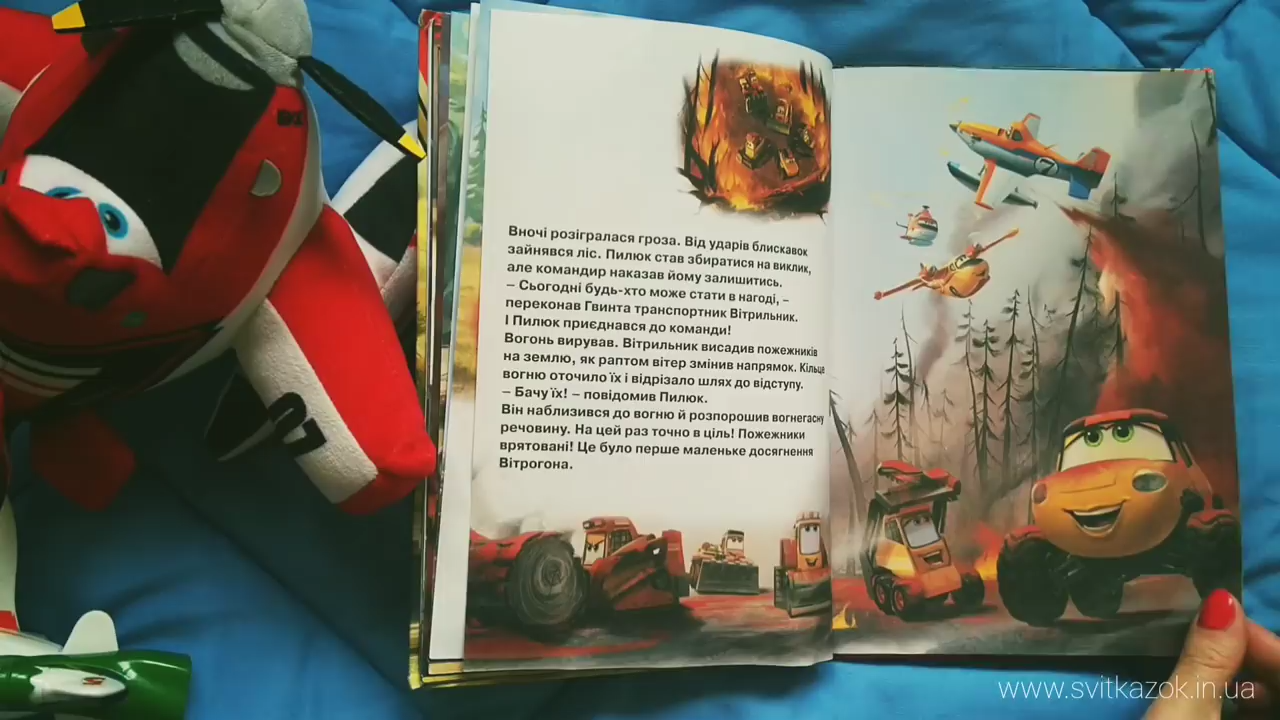 Вночі розігралася гроза. Від ударів блискавок
зайнявся ліс. Пилюк став збиратися на виклик,
але командир наказав йому залишитись.
– Сьогодні будь-хто може стати в нагоді, –
переконав Гвинта транспортник Вітрильник.
І Пилюк приєднався до команди!
Вогонь вирував. Вітрильник висадив пожежників
на землю, як раптом вітер змінив напрямок. Кільце
вогню оточило їх і відрізало шлях до відступу.
– Бачу їх! – повідомив Пилюк.
Він наблизився до вогню й розпорошив вогнегасну
речовину. На цей раз точно в ціль! Пожежники
врятовані! Це було перше маленьке досягнення
Вітрогона.
7
www.svitkazok.in.ua